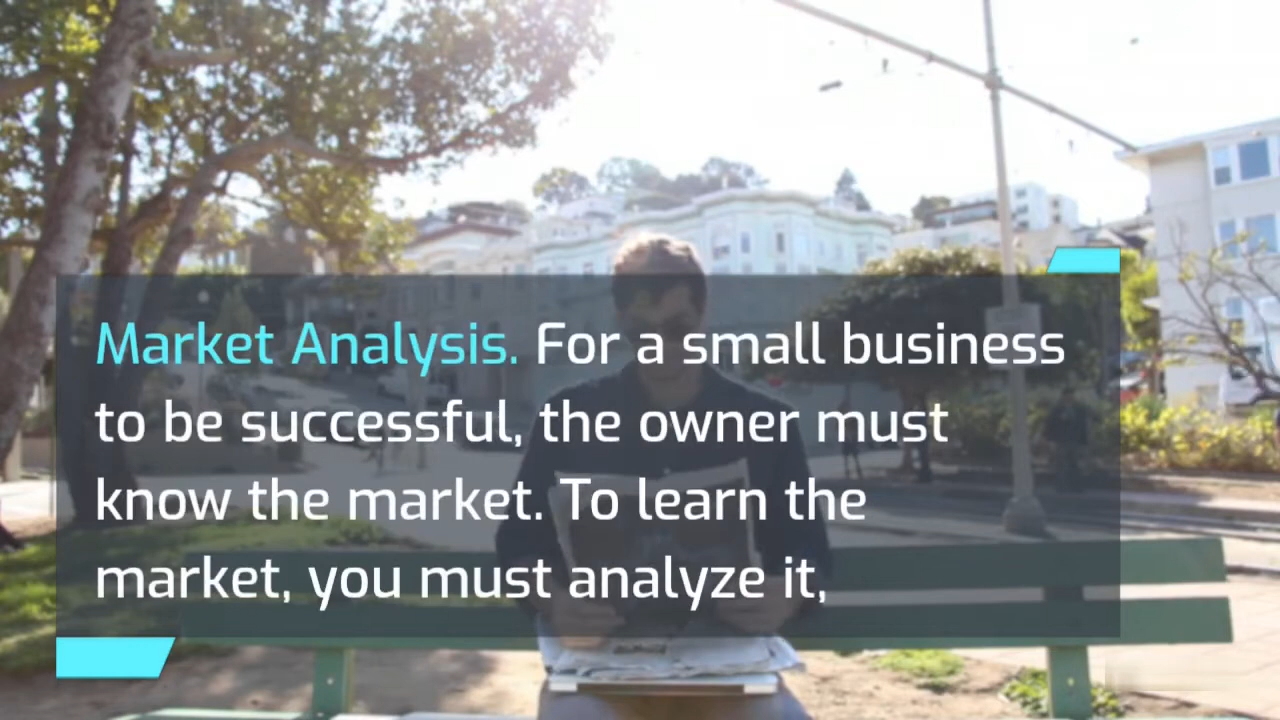 Market Analysis. For a small business
to be successful, the owner must
know the market. To learn the
market, you must analyze it,